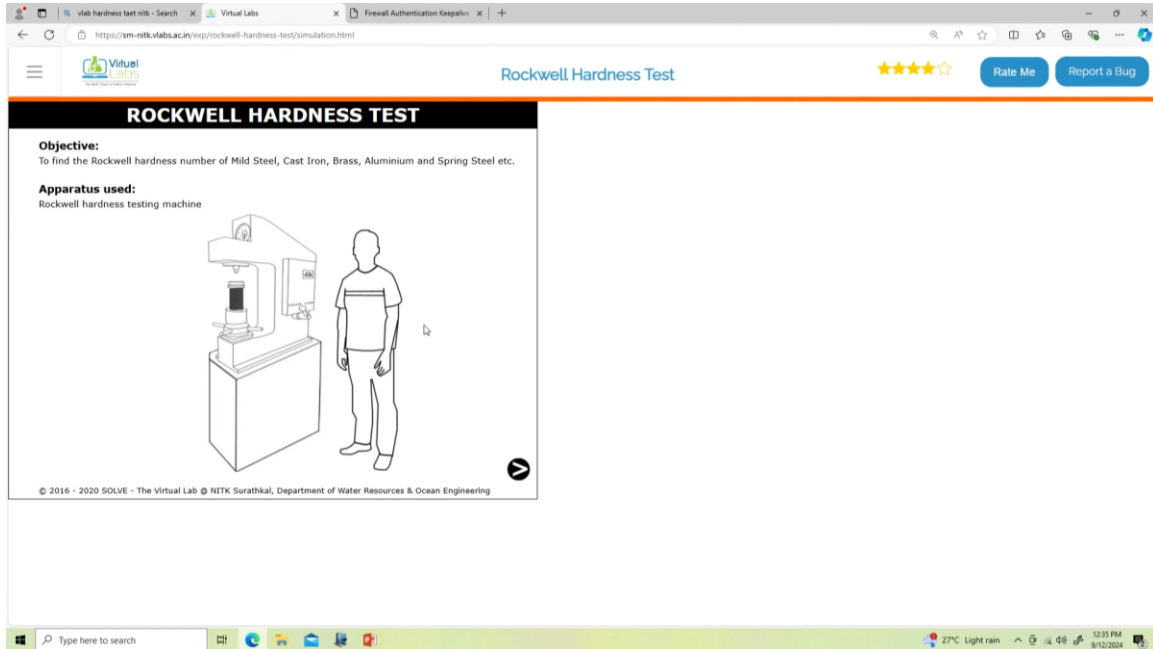 vlab hardness taet nitk - Search
Virtual Labs
Firewall Authentication Keepalive
https://sm-nitk.vlabs.ac.in/exp/rockwell-hardness-test/simulation.html
Virtual
Labs
Rockwell Hardness Test
Rate Me
Report a Bug
ROCKWELL HARDNESS TEST
Objective:
To find the Rockwell hardness number of Mild Steel, Cast Iron, Brass, Aluminium and Spring Steel etc.
Apparatus used:
Rockwell hardness testing machine
© 2016 - 2020 SOLVE - The Virtual Lab @ NITK Surathkal, Department of Water Resources & Ocean Engineering
Type here to search
27°C Light rain
12:35 PM
9/12/2024